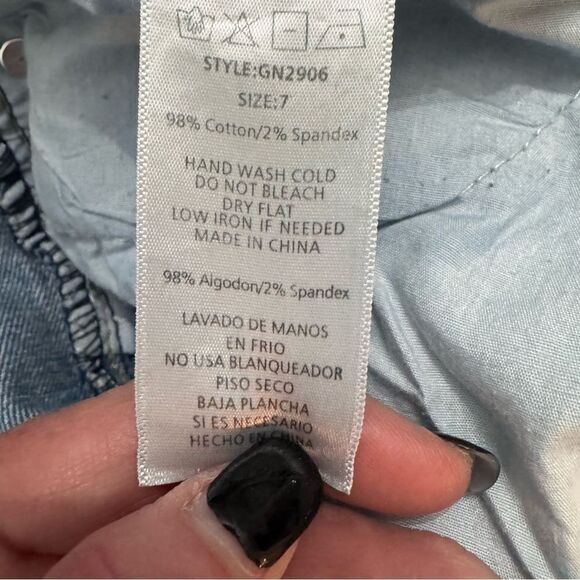 STYLE:GN2906
SIZE:7
98% Cotton/2% Spandex
HAND WASH COLD
DO NOT BLEACH
DRY FLAT
LOW IRON IF NEEDED
MADE IN CHINA
98% Algodon/2% Spandex
LAVADO DE MANOS
EN FRIO
NO USA BLANQUEADOR
PISO SECO
BAJA PLANCHA
SI ES NECESARIO
HECHO EN CHINA